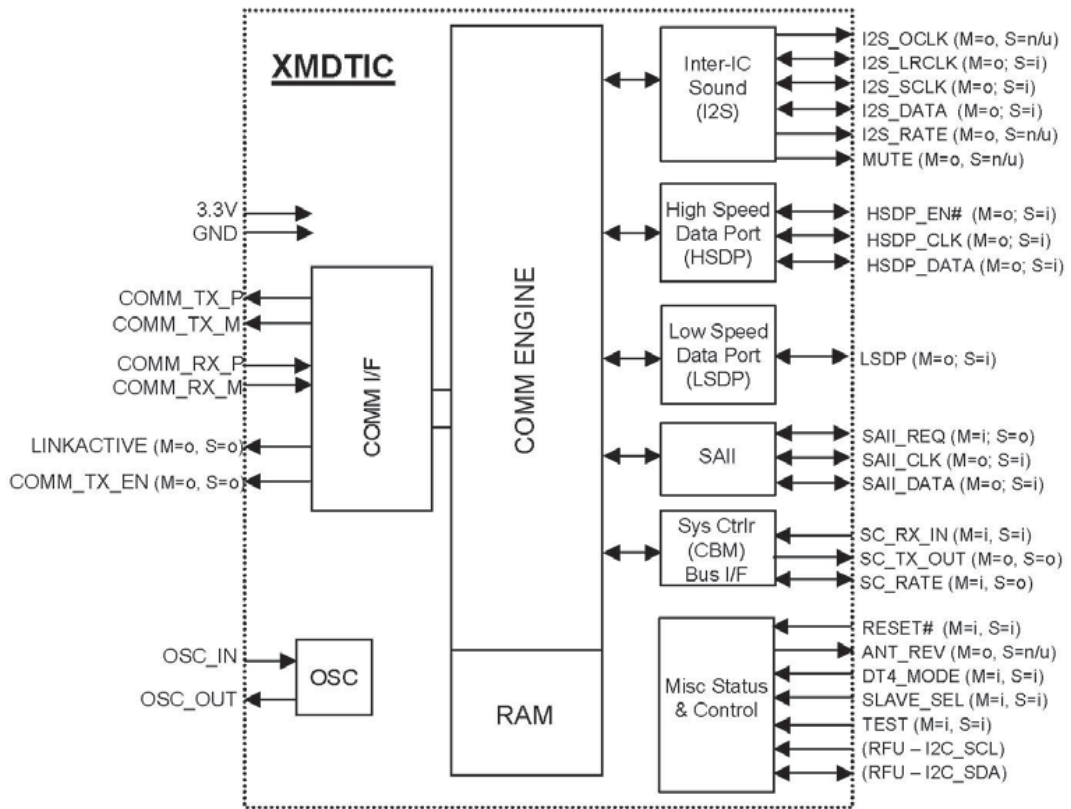 XMDTIC
3.3V
GND
COMM_TX_P
COMM_TX_M
COMM_RX_P
COMM_RX_M
LINKACTIVE (M=o, S=o)
COMM_TX_EN (M=o, S=o)
OSC_IN
OSC_OUT
COMM I/F
OSC
COMM ENGINE
RAM
Inter-IC
Sound
(I2S)
I2S_OCLK (M=o, S=n/u)
I2S_LRCLK (M=o; S=i)
I2S_SCLK (M=o; S=i)
I2S_DATA (M=o; S=i)
I2S_RATE (M=o, S=n/u)
MUTE (M=o, S=n/u)
High Speed
Data Port
(HSDP)
HSDP_EN# (M=o; S=i)
HSDP_CLK (M=o; S=i)
HSDP_DATA (M=o; S=i)
Low Speed
Data Port
(LSDP)
LSDP (M=o; S=i)
SAII
SAII_REQ (M=i; S=o)
SAII_CLK (M=o; S=i)
SAII_DATA (M=o; S=i)
Sys Ctrlr
(CBM)
Bus I/F
SC_RX_IN (M=i, S=i)
SC_TX_OUT (M=o, S=o)
SC_RATE (M=i, S=o)
Misc Status
& Control
RESET# (M=i, S=i)
ANT_REV (M=o, S=n/u)
DT4_MODE (M=i, S=i)
SLAVE_SEL (M=i, S=i)
TEST (M=i, S=i)
(RFU – I2C_SCL)
(RFU – I2C_SDA)